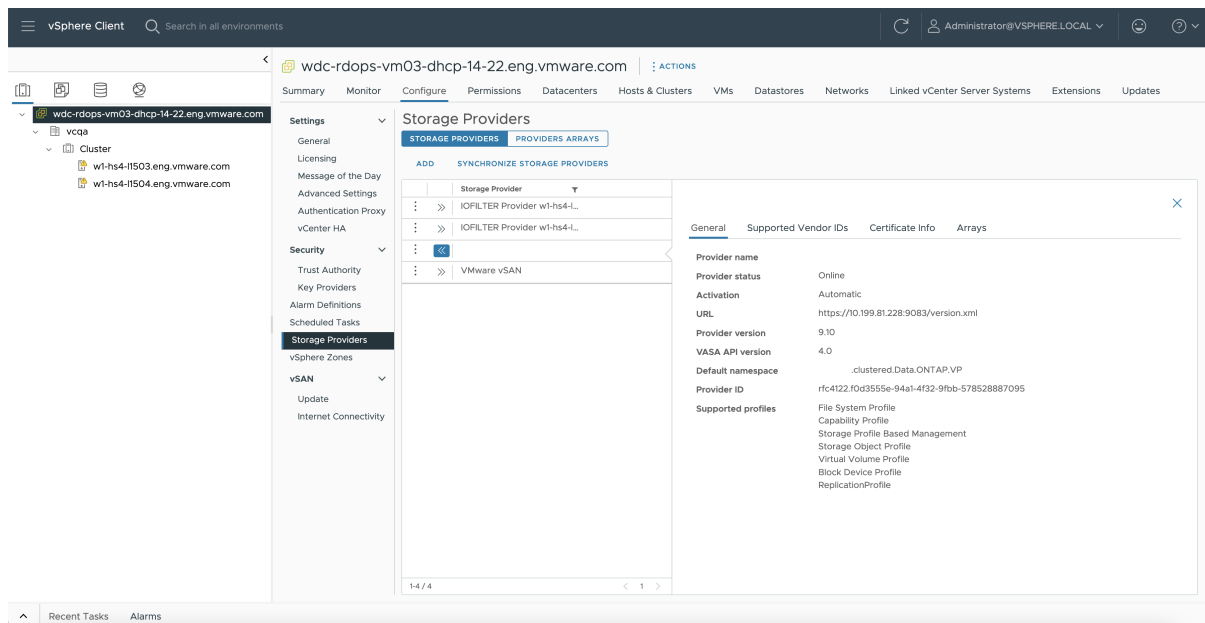 vSphere Client
Search in all environments
Administrator@VSPHERE.LOCAL
wdc-rdops-vm03-dhcp-14-22.eng.vmware.com
vcqa
Cluster
w1-hs4-l1503.eng.vmware.com
w1-hs4-l1504.eng.vmware.com
wdc-rdops-vm03-dhcp-14-22.eng.vmware.com
ACTIONS
Summary Monitor Configure Permissions Datacenters Hosts & Clusters VMs Datastores Networks Linked vCenter Server Systems Extensions Updates
Settings
General
Licensing
Message of the Day
Advanced Settings
Authentication Proxy
vCenter HA
Security
Trust Authority
Key Providers
Alarm Definitions
Scheduled Tasks
Storage Providers
vSphere Zones
vSAN
Update
Internet Connectivity
Storage Providers
STORAGE PROVIDERS PROVIDERS ARRAYS
ADD SYNCHRONIZE STORAGE PROVIDERS
Storage Provider
IOFILTER Provider w1-hs4-l...
IOFILTER Provider w1-hs4-l...
VMware vSAN
1-4 / 4
1
General Supported Vendor IDs Certificate Info Arrays
Provider name
Provider status Online
Activation Automatic
URL https://10.199.81.228:9083/version.xml
Provider version 9.10
VASA API version 4.0
Default namespace .clustered.Data.ONTAP.VP
Provider ID rfc4122.f0d3555e-94a1-4f32-9fbb-578528887095
Supported profiles File System Profile
Capability Profile
Storage Profile Based Management
Storage Object Profile
Virtual Volume Profile
Block Device Profile
ReplicationProfile
Recent Tasks Alarms